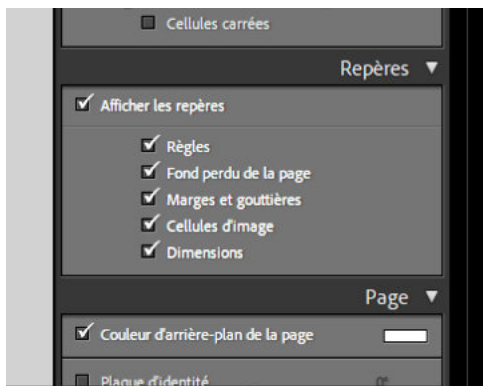 Cellules carrées
Repères
Afficher les repères
Règles
Fond perdu de la page
Marges et gouttières
Cellules d'image
Dimensions
Page
Couleur d'arrière-plan de la page
Plaque d'identité 0°